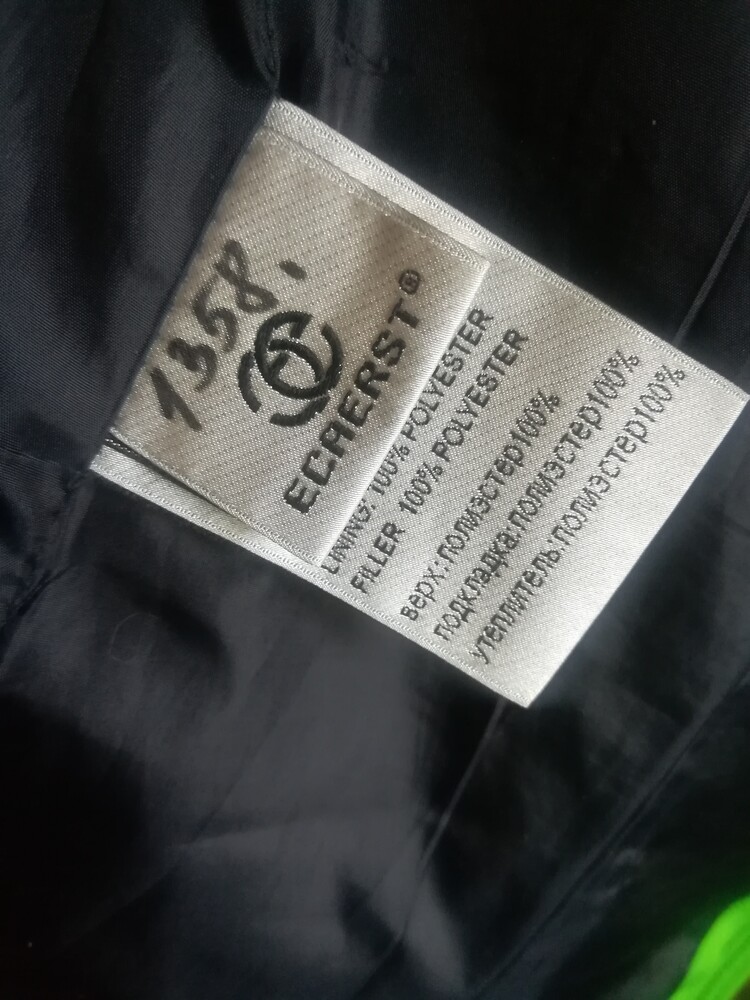 1358.
ECAERST®
LINING: 100% POLYESTER
FILLER 100% POLYESTER
верх:полиэстер100%
подкладка:полиэстер100%
утеплитель:полиэстер100%